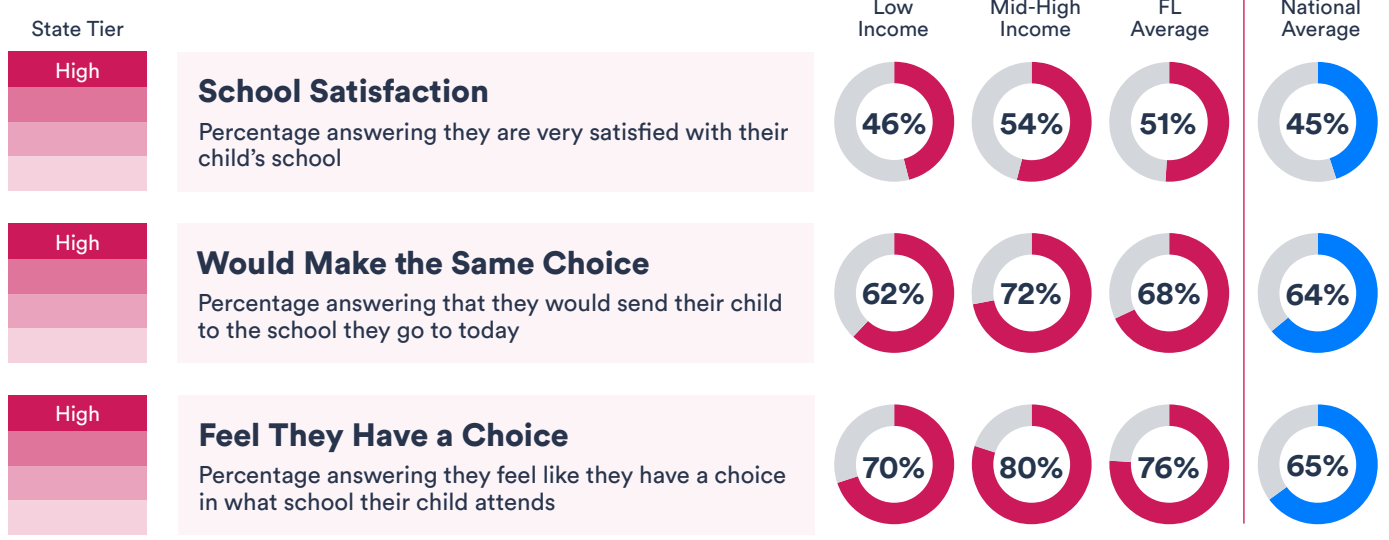 State Tier
Low
Income
Mid-High
Income
FL
Average
National
Average
High
School Satisfaction
Percentage answering they are very satisfied with their
child’s school
46%
54%
51%
45%
High
Would Make the Same Choice
Percentage answering that they would send their child
to the school they go to today
62%
72%
68%
64%
High
Feel They Have a Choice
Percentage answering they feel like they have a choice
in what school their child attends
70%
80%
76%
65%